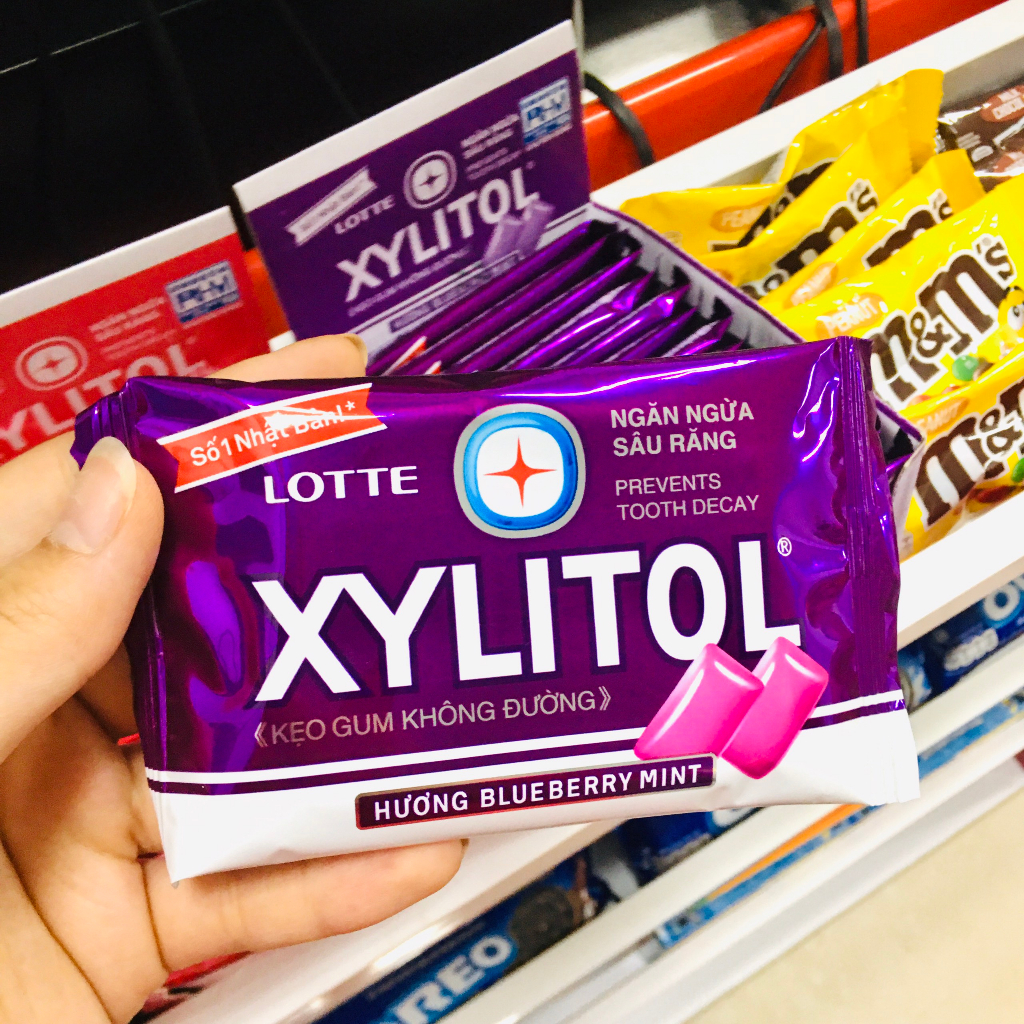 LOTTE
XYLITOL
XYLITOL
PEANUT
m&m's
PEANUT
m&m's
Số 1 Nhật Bản!*
LOTTE
NGĂN NGỪA
SÂU RĂNG
PREVENTS
TOOTH DECAY
XYLITOL®
《KẸO GUM KHÔNG ĐƯỜNG》
HƯƠNG BLUEBERRY MINT
OREO